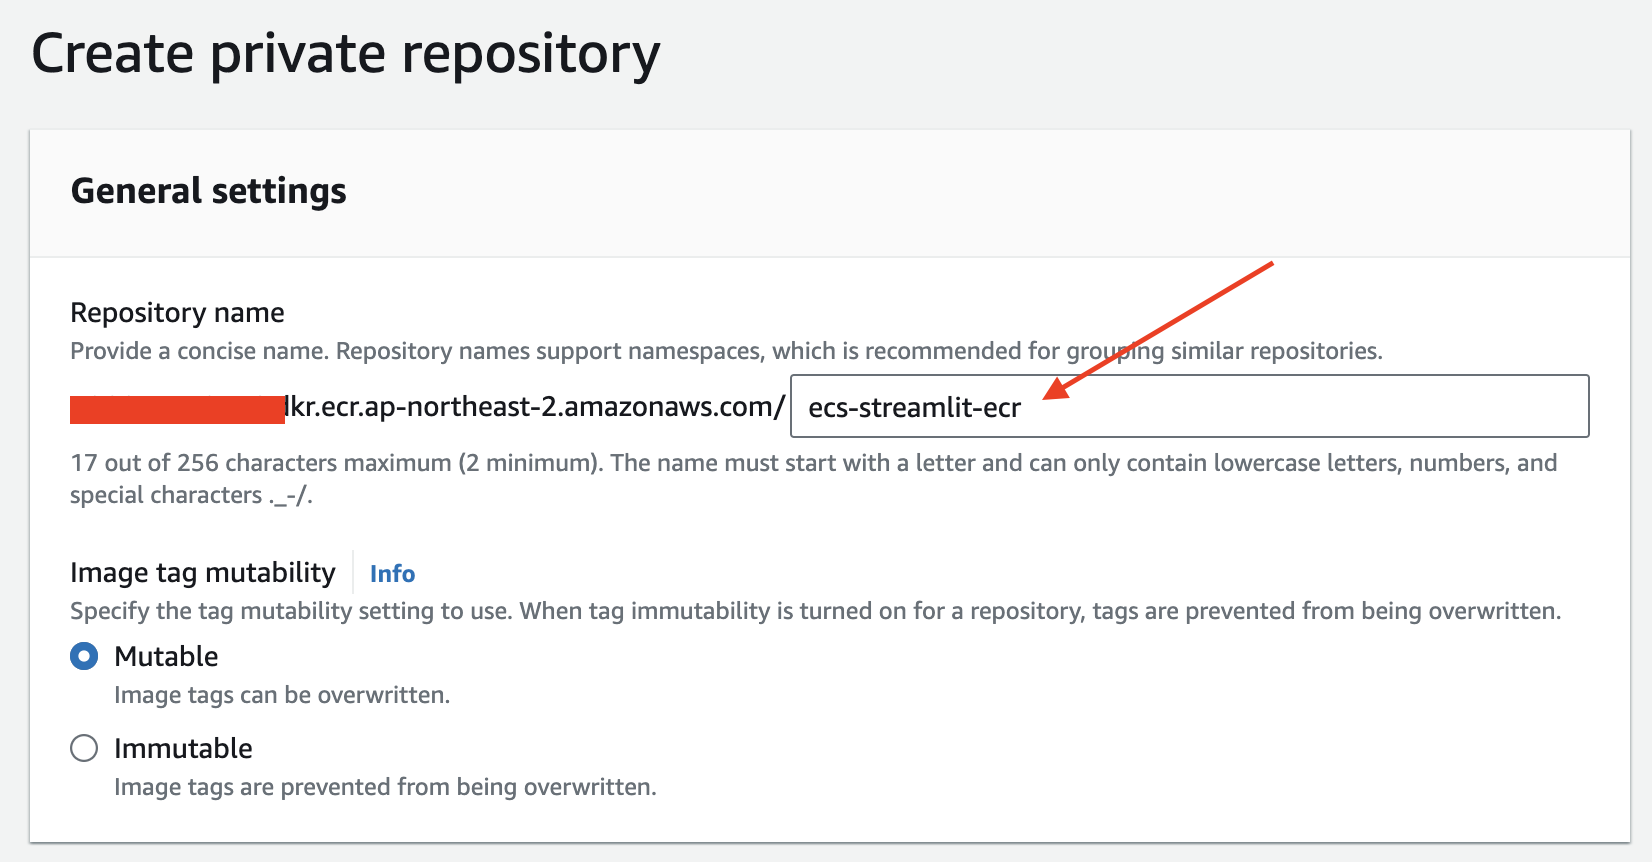 Create private repository
General settings
Repository name
Provide a concise name. Repository names support namespaces, which is recommended for grouping similar repositories.
dkr.ecr.ap-northeast-2.amazonaws.com/ ecs-streamlit-ecr
17 out of 256 characters maximum (2 minimum). The name must start with a letter and can only contain lowercase letters, numbers, and
special characters ._-/.
Image tag mutability Info
Specify the tag mutability setting to use. When tag immutability is turned on for a repository, tags are prevented from being overwritten.
Mutable
Image tags can be overwritten.
Immutable
Image tags are prevented from being overwritten.